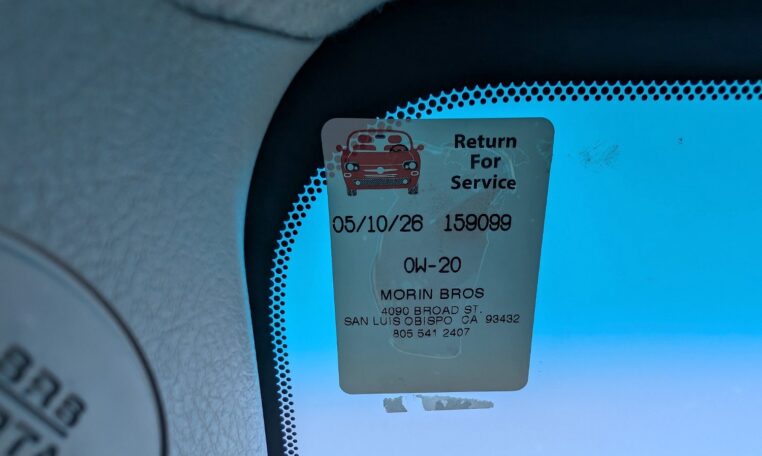 Return
For
Service
05/10/26 159099
0W-20
MORIN BROS
4090 BROAD ST.
SAN LUIS OBISPO CA 93432
805 541 2407